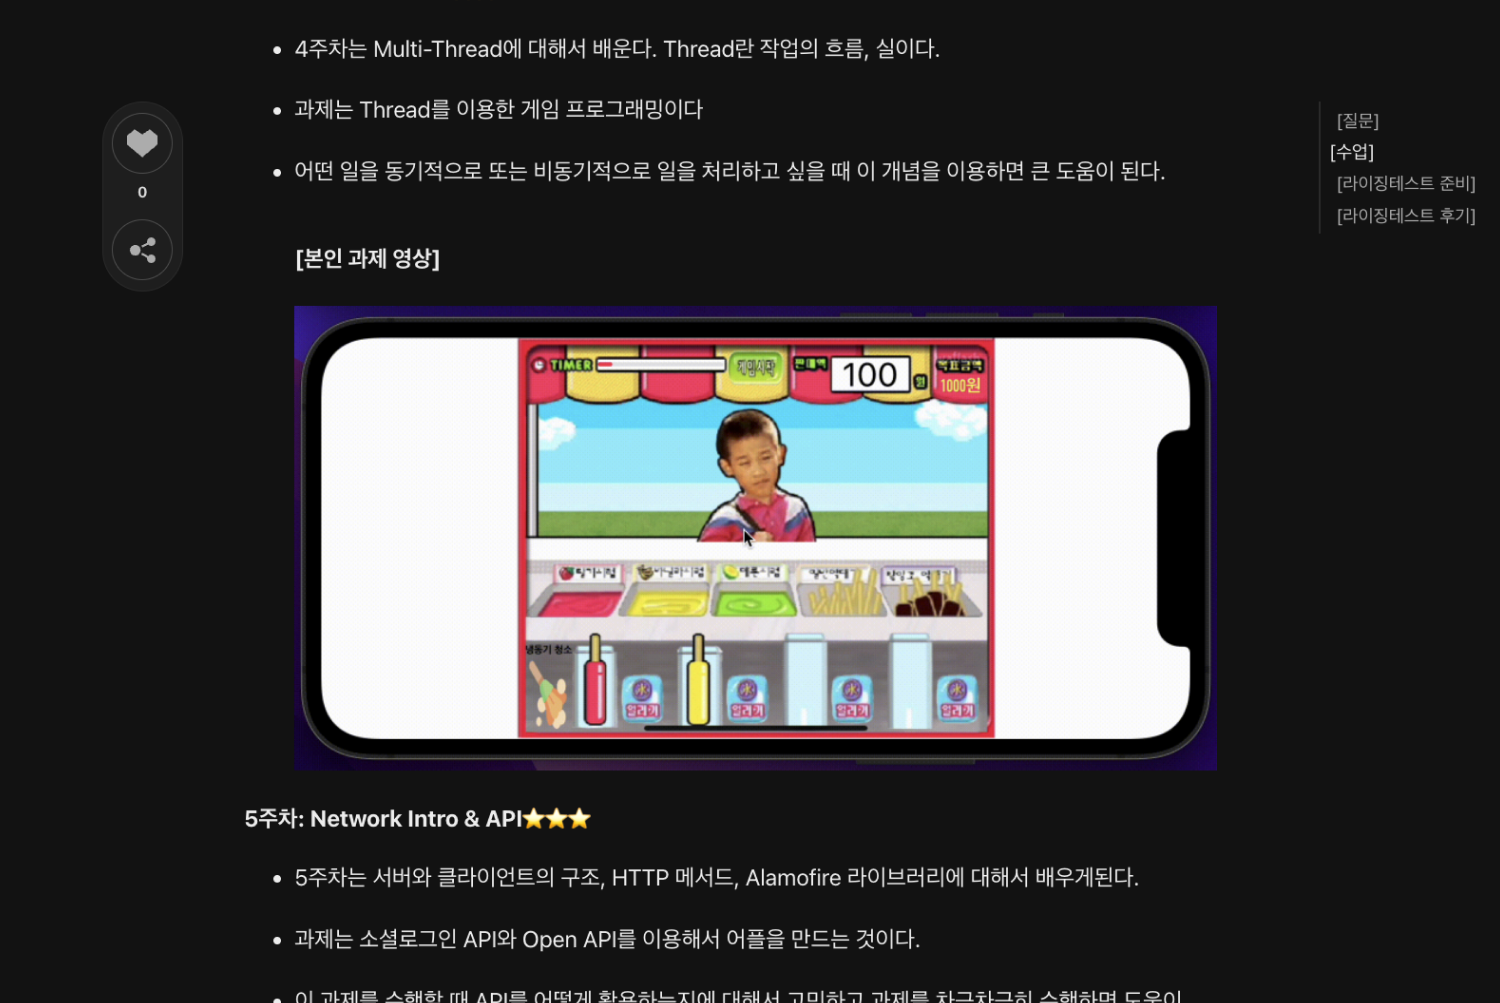 4주차는 Multi-Thread에 대해서 배운다. Thread란 작업의 흐름, 실이다.
과제는 Thread를 이용한 게임 프로그래밍이다
어떤 일을 동기적으로 또는 비동기적으로 일을 처리하고 싶을 때 이 개념을 이용하면 큰 도움이 된다.
0
[질문]
[수업]
[라이징테스트 준비]
[라이징테스트 후기]
[본인 과제 영상]
TIMER
게임시작
판매액
100
원
목표금액
1000원
딸기시럽
바닐라시럽
메론시럽
냉동기 청소
얼리기
얼리기
얼리기
얼리기
5주차: Network Intro & API⭐⭐⭐
5주차는 서버와 클라이언트의 구조, HTTP 메서드, Alamofire 라이브러리에 대해서 배우게된다.
과제는 소셜로그인 API와 Open API를 이용해서 어플을 만드는 것이다.
이 과제를 수행할 때 API를 어떻게 활용하는지에 대해서 고민하고 과제를 차근차근히 수행하면 도움이